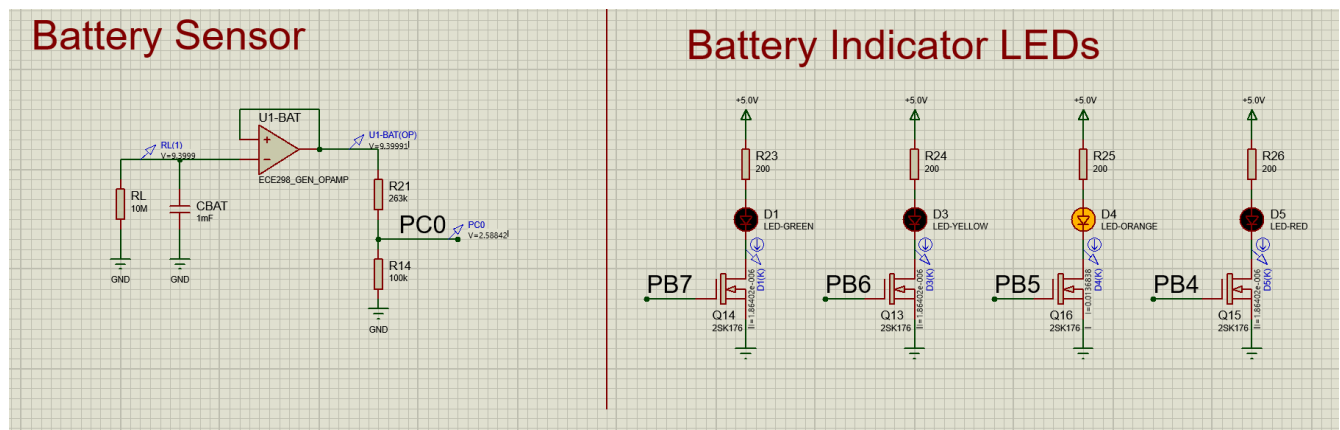 Battery Sensor
Battery Indicator LEDs
U1-BAT
+
−
ECE298_GEN_OPAMP
RL(1)
V=9.3999
U1-BAT(OP)
V=9.39991
RL
10M
CBAT
1mF
R21
263k
PC0
PC0
V=2.58842
R14
100k
GND
GND
GND
+5.0V
+5.0V
+5.0V
+5.0V
R23
200
R24
200
R25
200
R26
200
D1
LED-GREEN
D3
LED-YELLOW
D4
LED-ORANGE
D5
LED-RED
PB7
PB6
PB5
PB4
D1(K)
I=1.86402e-006
D3(K)
I=1.86402e-006
D4(K)
I=0.0136838
D5(K)
I=1.86402e-006
Q14
2SK176
Q13
2SK176
Q16
2SK176
Q15
2SK176